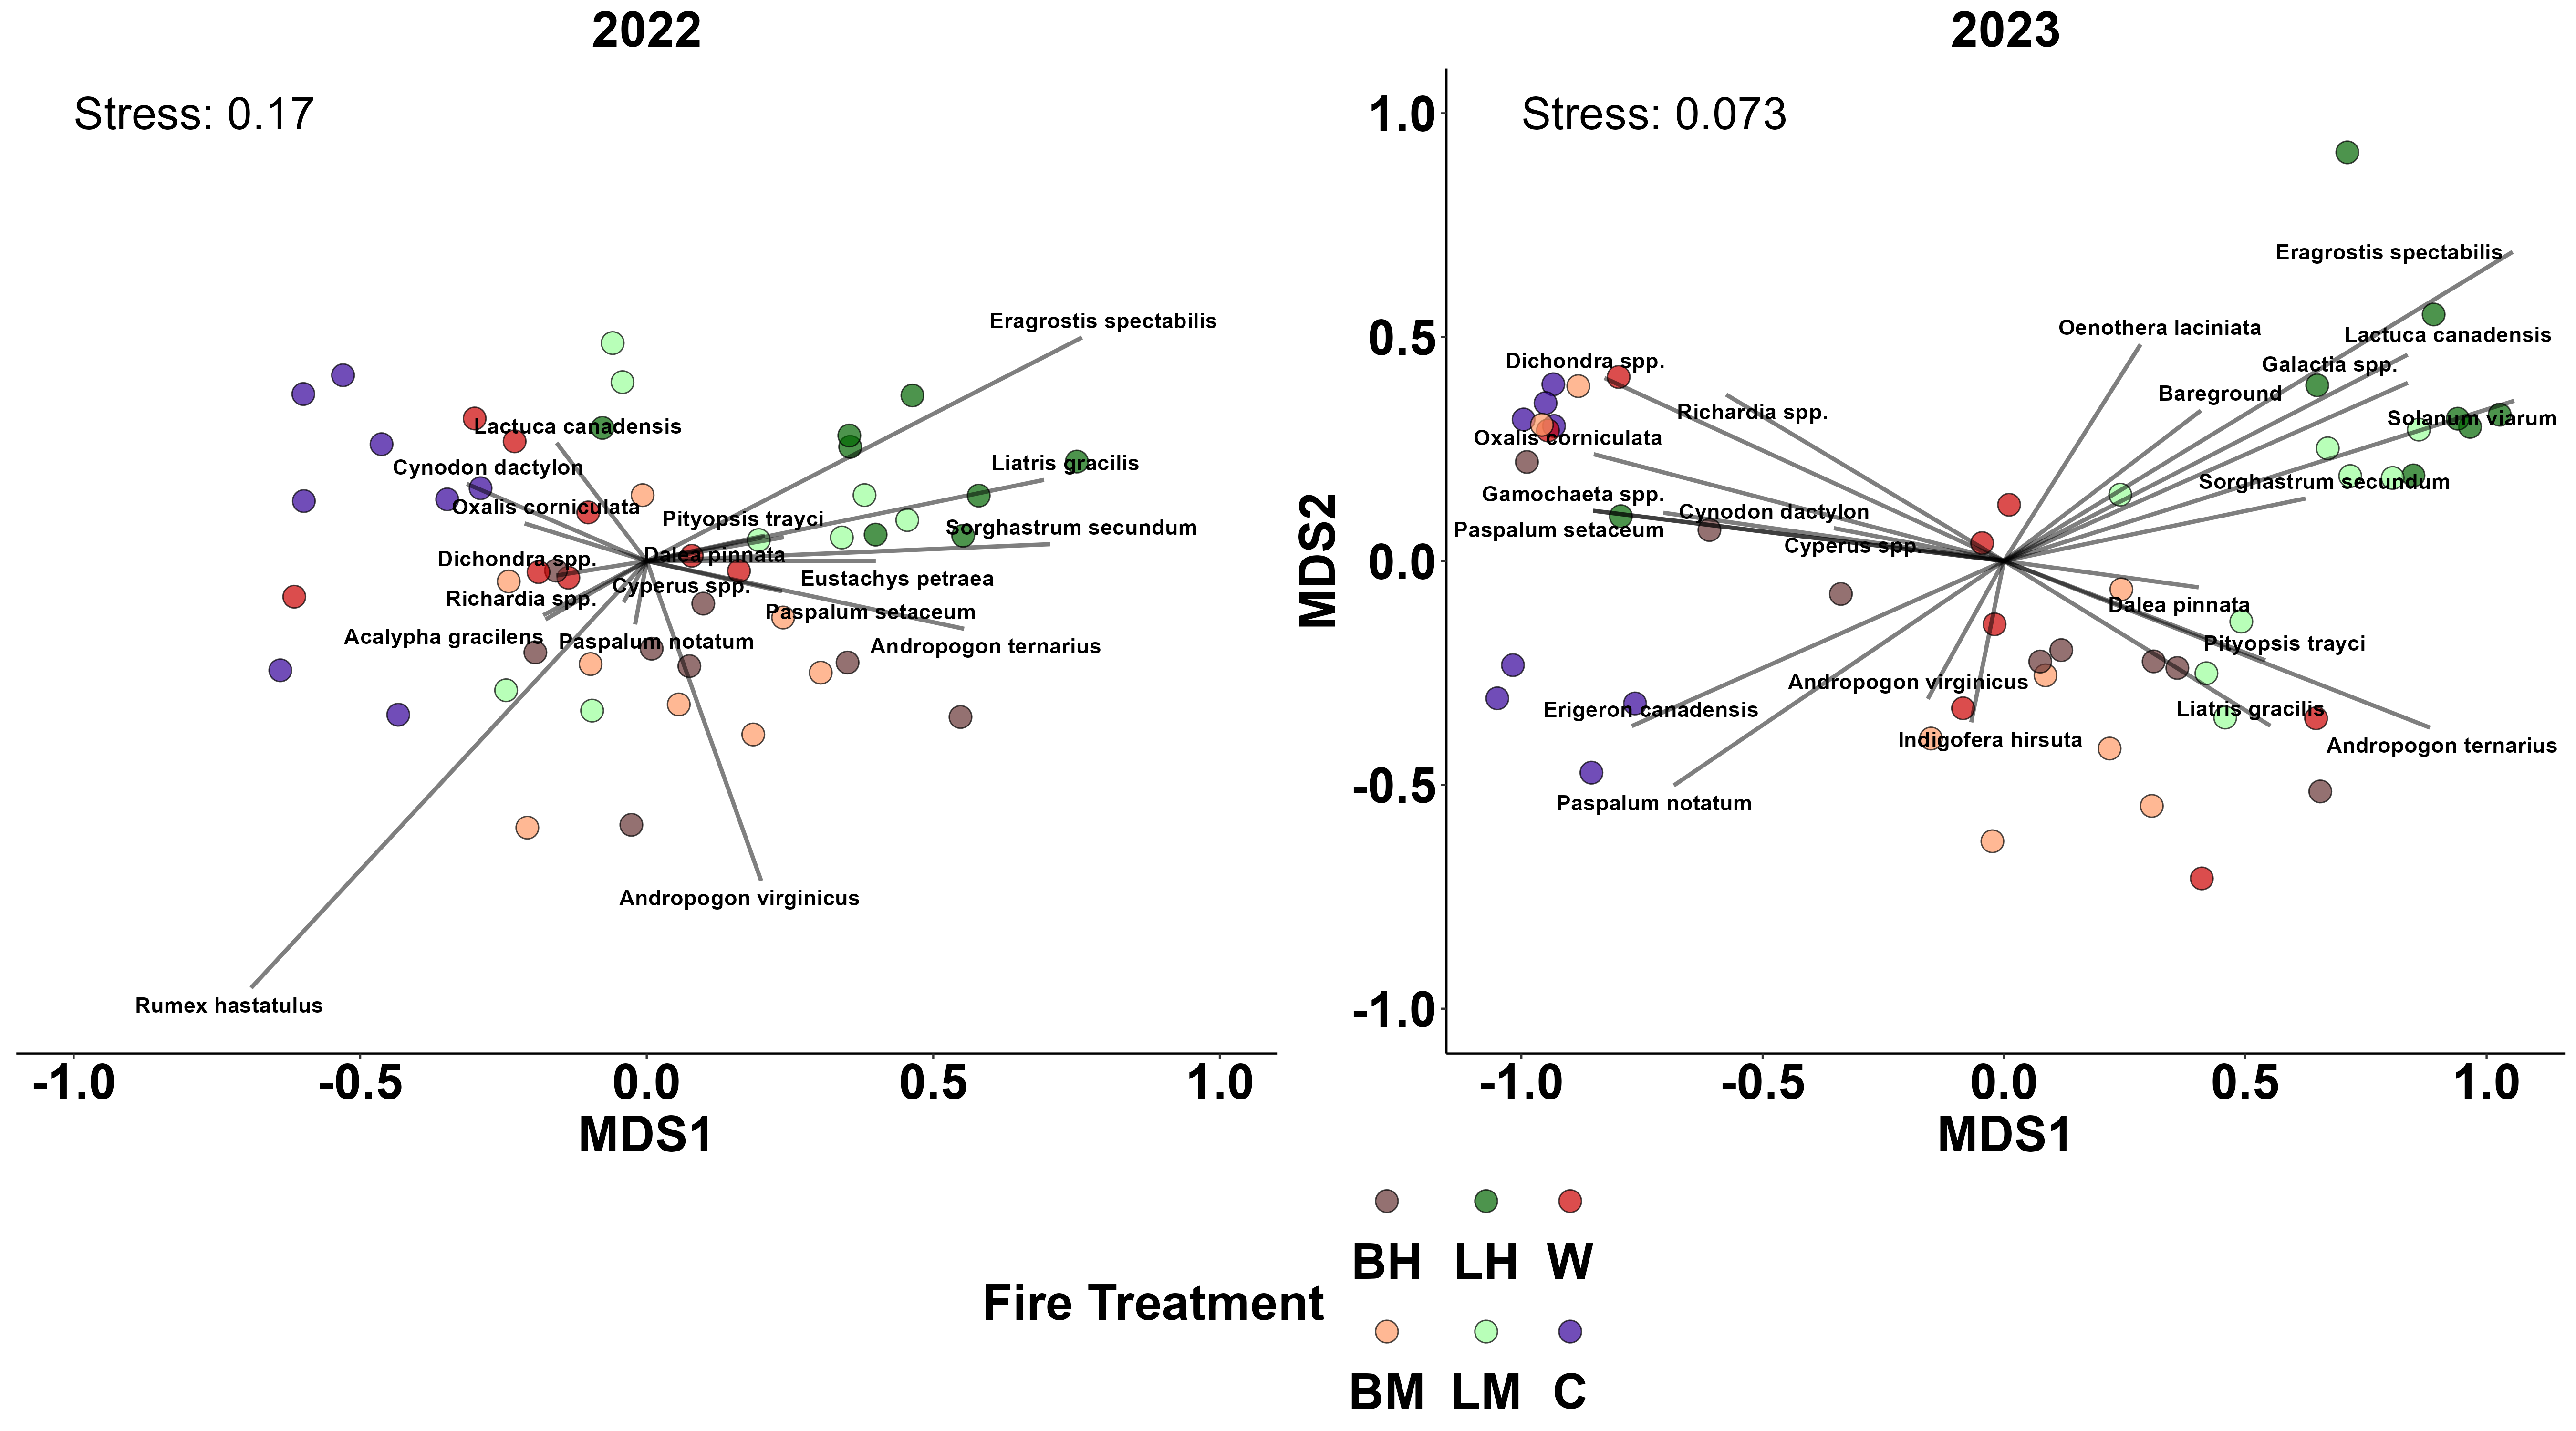 2022
Stress: 0.17
Eragrostis spectabilis
Lactuca canadensis
Liatris gracilis
Cynodon dactylon
Oxalis corniculata
Pityopsis trayci
Sorghastrum secundum
Dalea pinnata
Dichondra spp.
Eustachys petraea
Cyperus spp.
Richardia spp.
Paspalum setaceum
Acalypha gracilens
Paspalum notatum
Andropogon ternarius
Andropogon virginicus
Rumex hastatulus
-1.0 -0.5 0.0 0.5 1.0
MDS1
2023
Stress: 0.073
1.0
0.5
0.0
-0.5
-1.0
MDS2
Eragrostis spectabilis
Oenothera laciniata
Lactuca canadensis
Dichondra spp.
Galactia spp.
Bareground
Richardia spp.
Solanum viarum
Oxalis corniculata
Sorghastrum secundum
Gamochaeta spp.
Cynodon dactylon
Paspalum setaceum
Cyperus spp.
Dalea pinnata
Pityopsis trayci
Andropogon virginicus
Erigeron canadensis
Liatris gracilis
Indigofera hirsuta
Andropogon ternarius
Paspalum notatum
-1.0 -0.5 0.0 0.5 1.0
MDS1
Fire Treatment
BH LH W
BM LM C